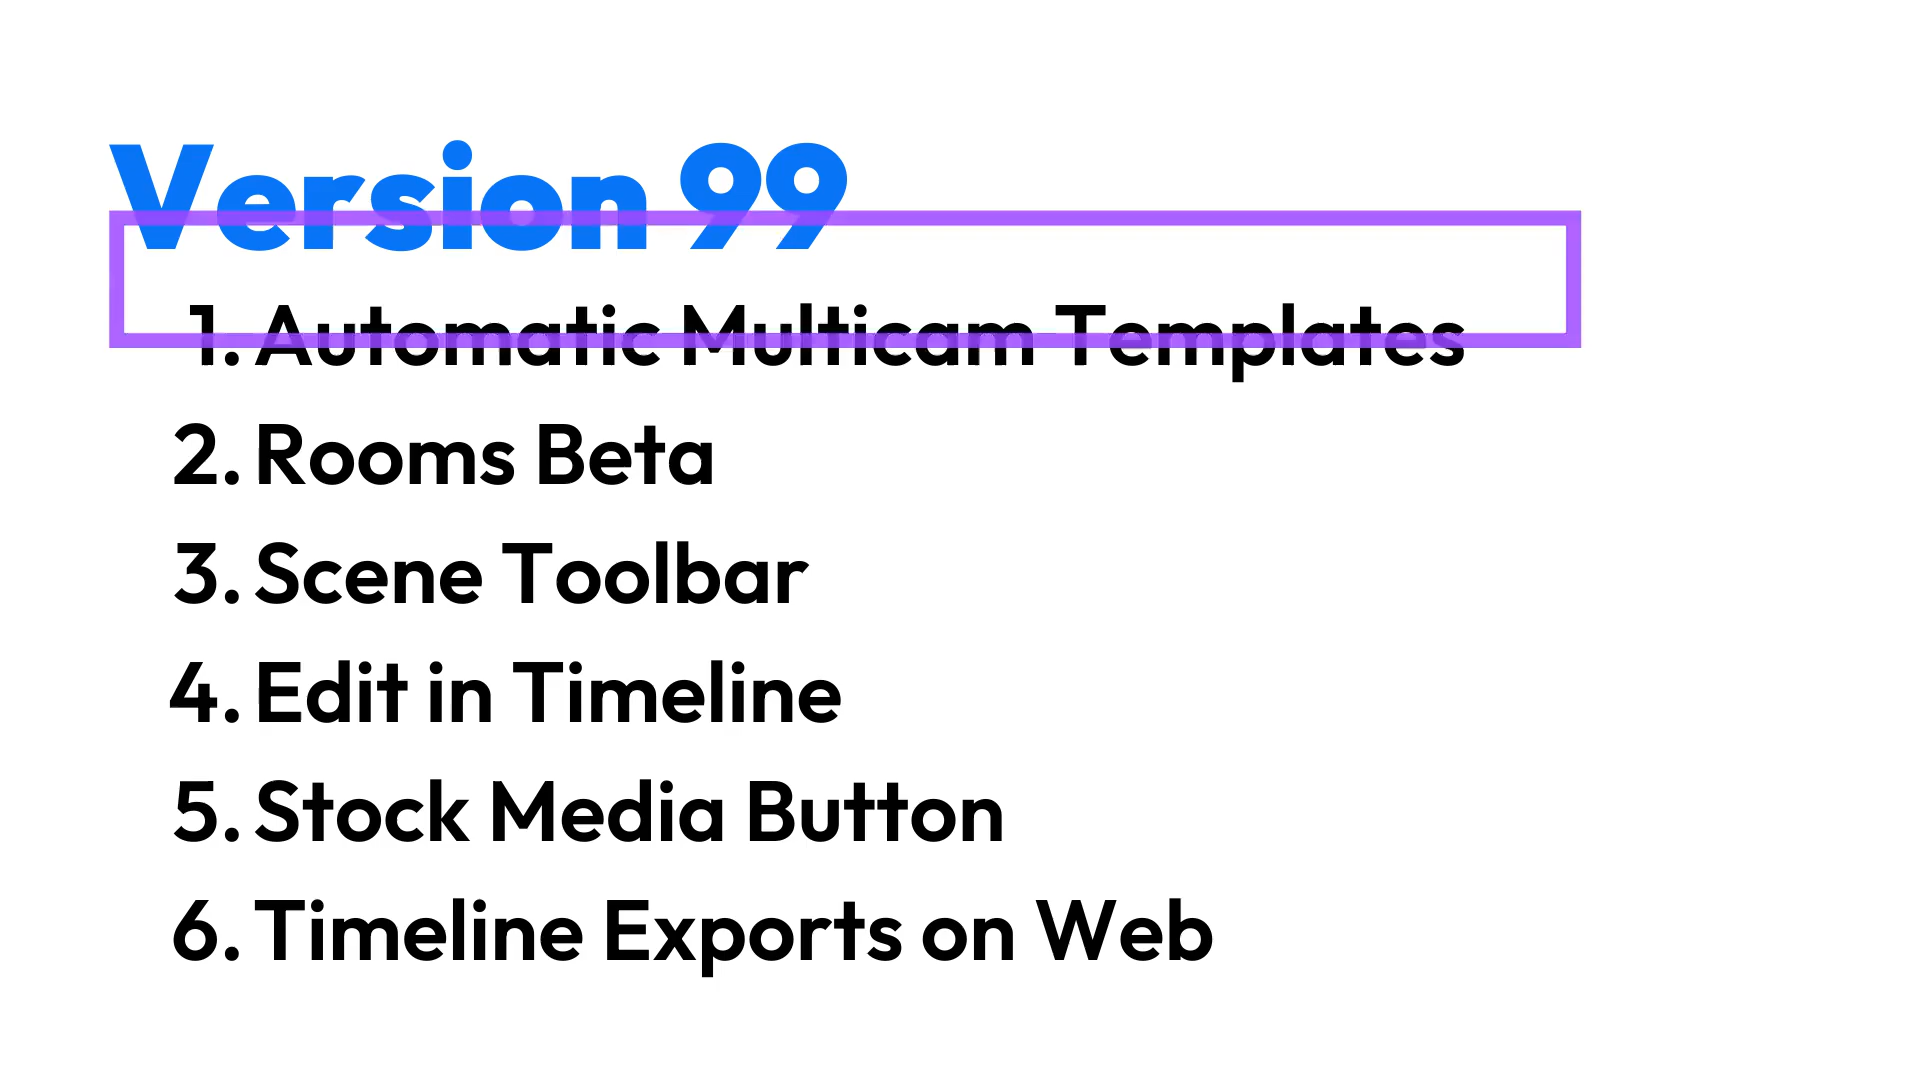 Version 99
1. Automatic Multicam Templates
2. Rooms Beta
3. Scene Toolbar
4. Edit in Timeline
5. Stock Media Button
6. Timeline Exports on Web